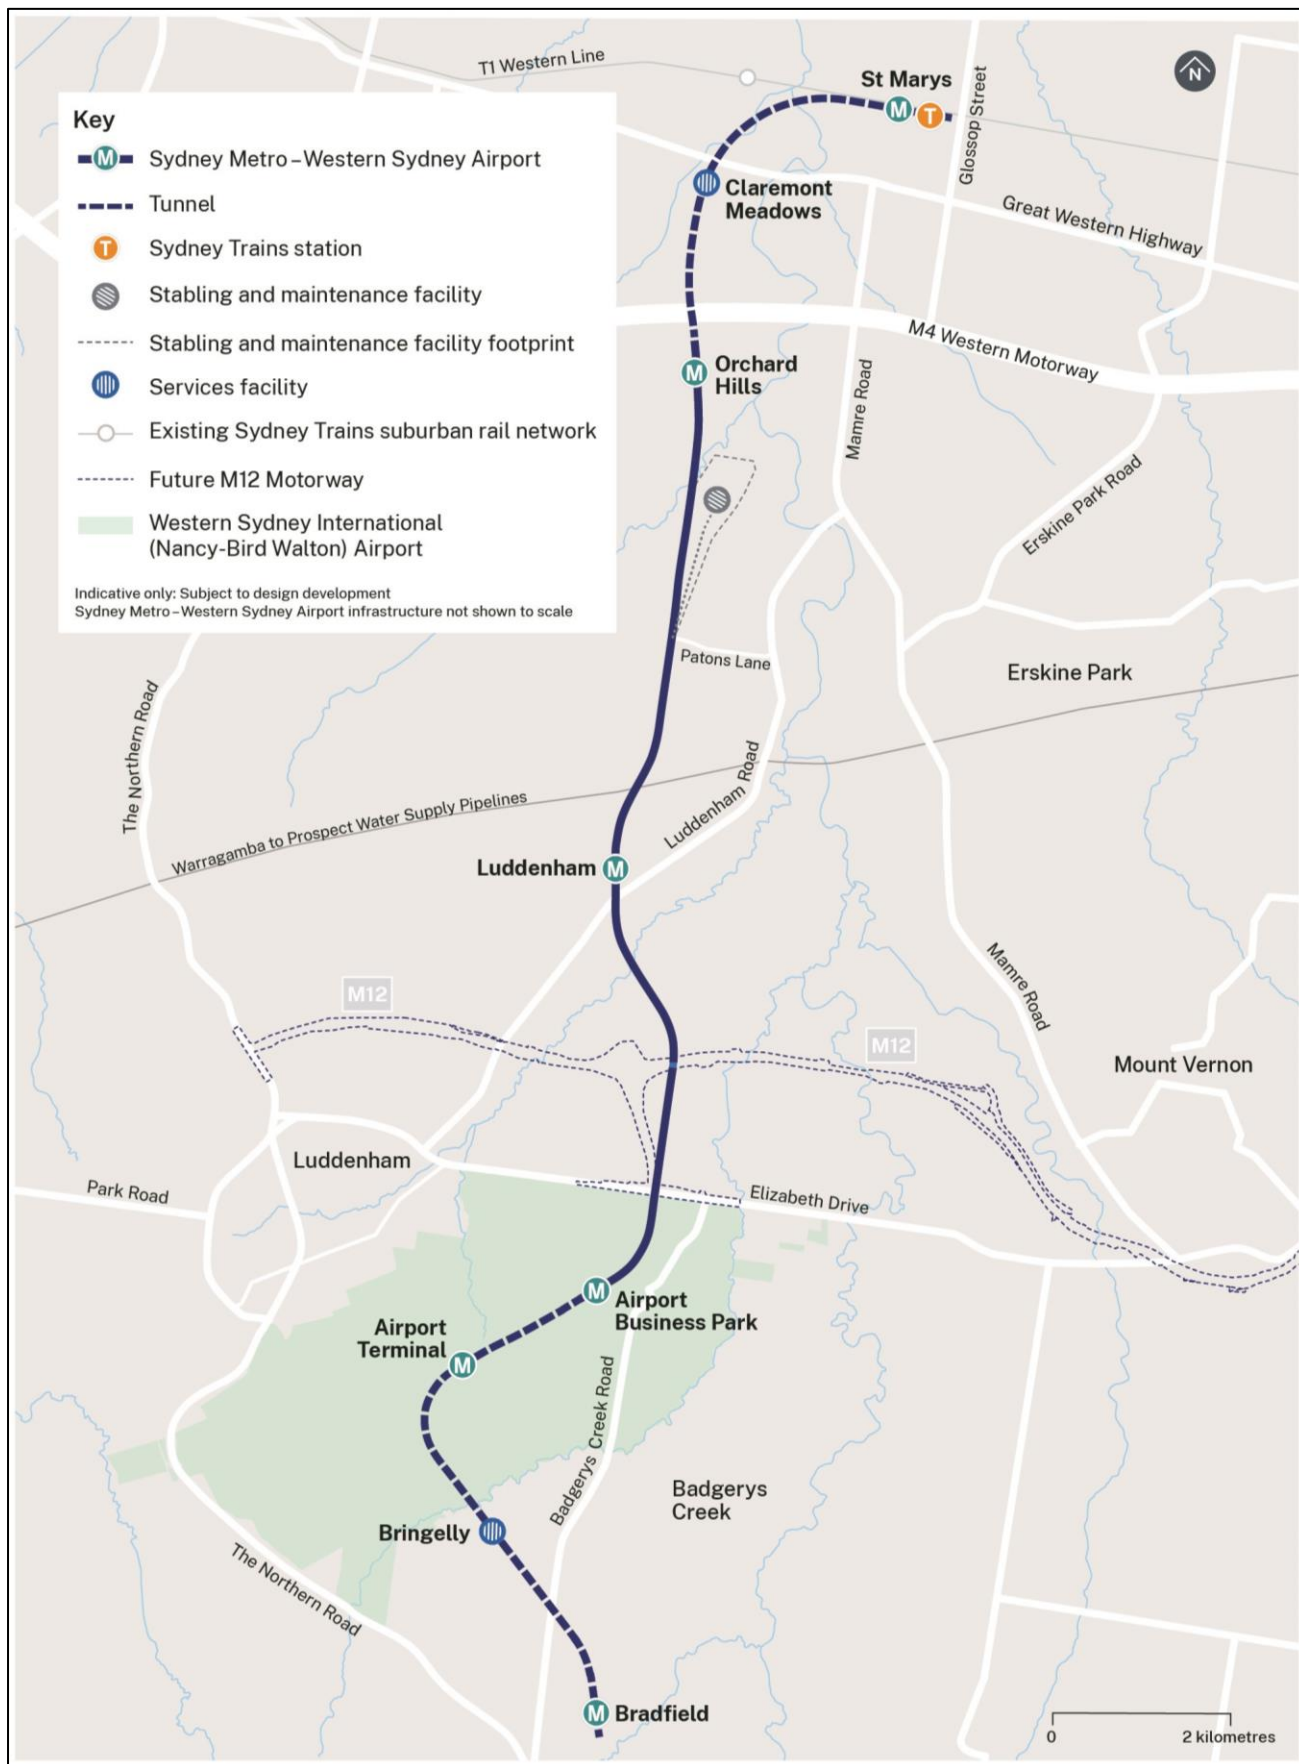 T1 Western Line
St Marys
N
M
T
Glossop Street
Key
M
Sydney Metro – Western Sydney Airport
Tunnel
T
Sydney Trains station
Stabling and maintenance facility
Stabling and maintenance facility footprint
Services facility
Existing Sydney Trains suburban rail network
Future M12 Motorway
Western Sydney International
(Nancy-Bird Walton) Airport
Indicative only: Subject to design development
Sydney Metro – Western Sydney Airport infrastructure not shown to scale
Claremont
Meadows
Great Western Highway
M4 Western Motorway
M
Orchard
Hills
Mamre Road
Erskine Park Road
Patons Lane
Erskine Park
The Northern Road
Luddenham Road
Warragamba to Prospect Water Supply Pipelines
Luddenham
M
M12
Mamre Road
M12
Mount Vernon
Luddenham
Park Road
Elizabeth Drive
M
Airport
Business Park
Airport
Terminal
M
Badgerys Creek Road
Badgerys
Creek
Bringelly
The Northern Road
M
Bradfield
0
2 kilometres